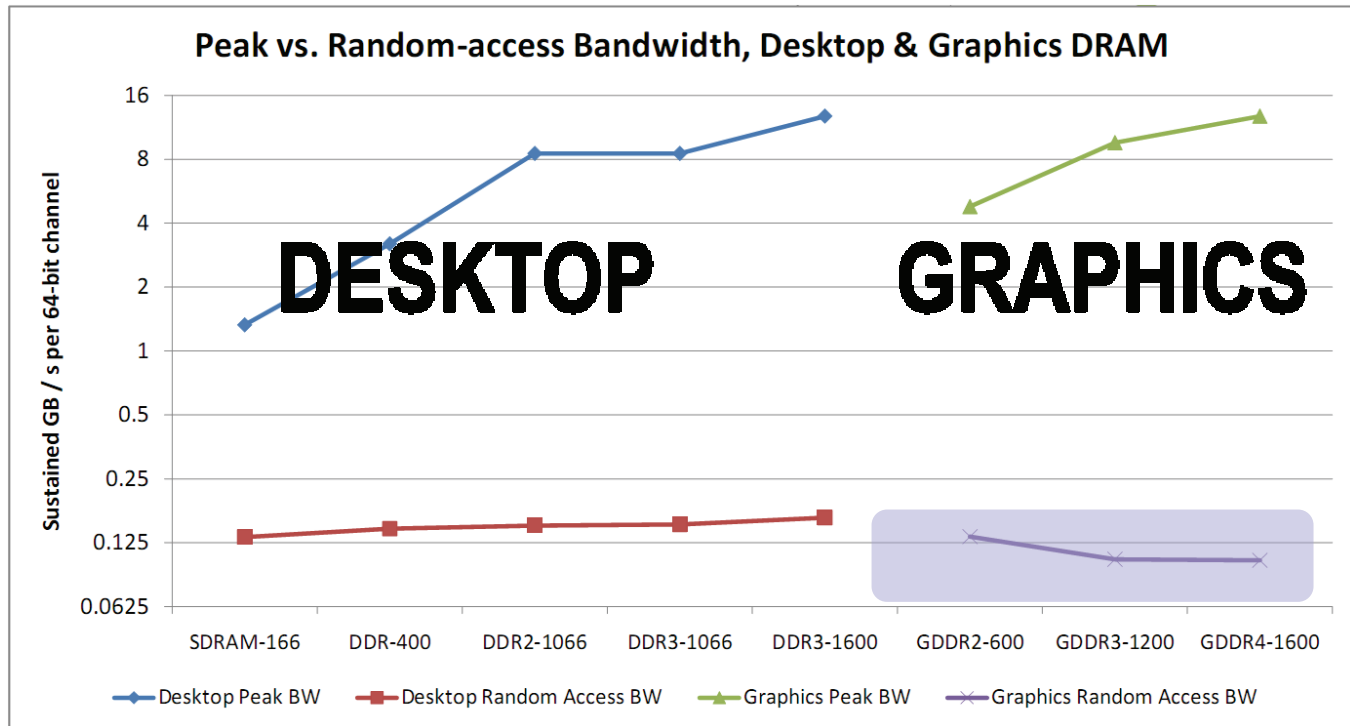 Peak vs. Random-access Bandwidth, Desktop & Graphics DRAM
Sustained GB / s per 64-bit channel
16
8
4
2
1
0.5
0.25
0.125
0.0625
DESKTOP
GRAPHICS
SDRAM-166
DDR-400
DDR2-1066
DDR3-1066
DDR3-1600
GDDR2-600
GDDR3-1200
GDDR4-1600
Desktop Peak BW
Desktop Random Access BW
Graphics Peak BW
Graphics Random Access BW